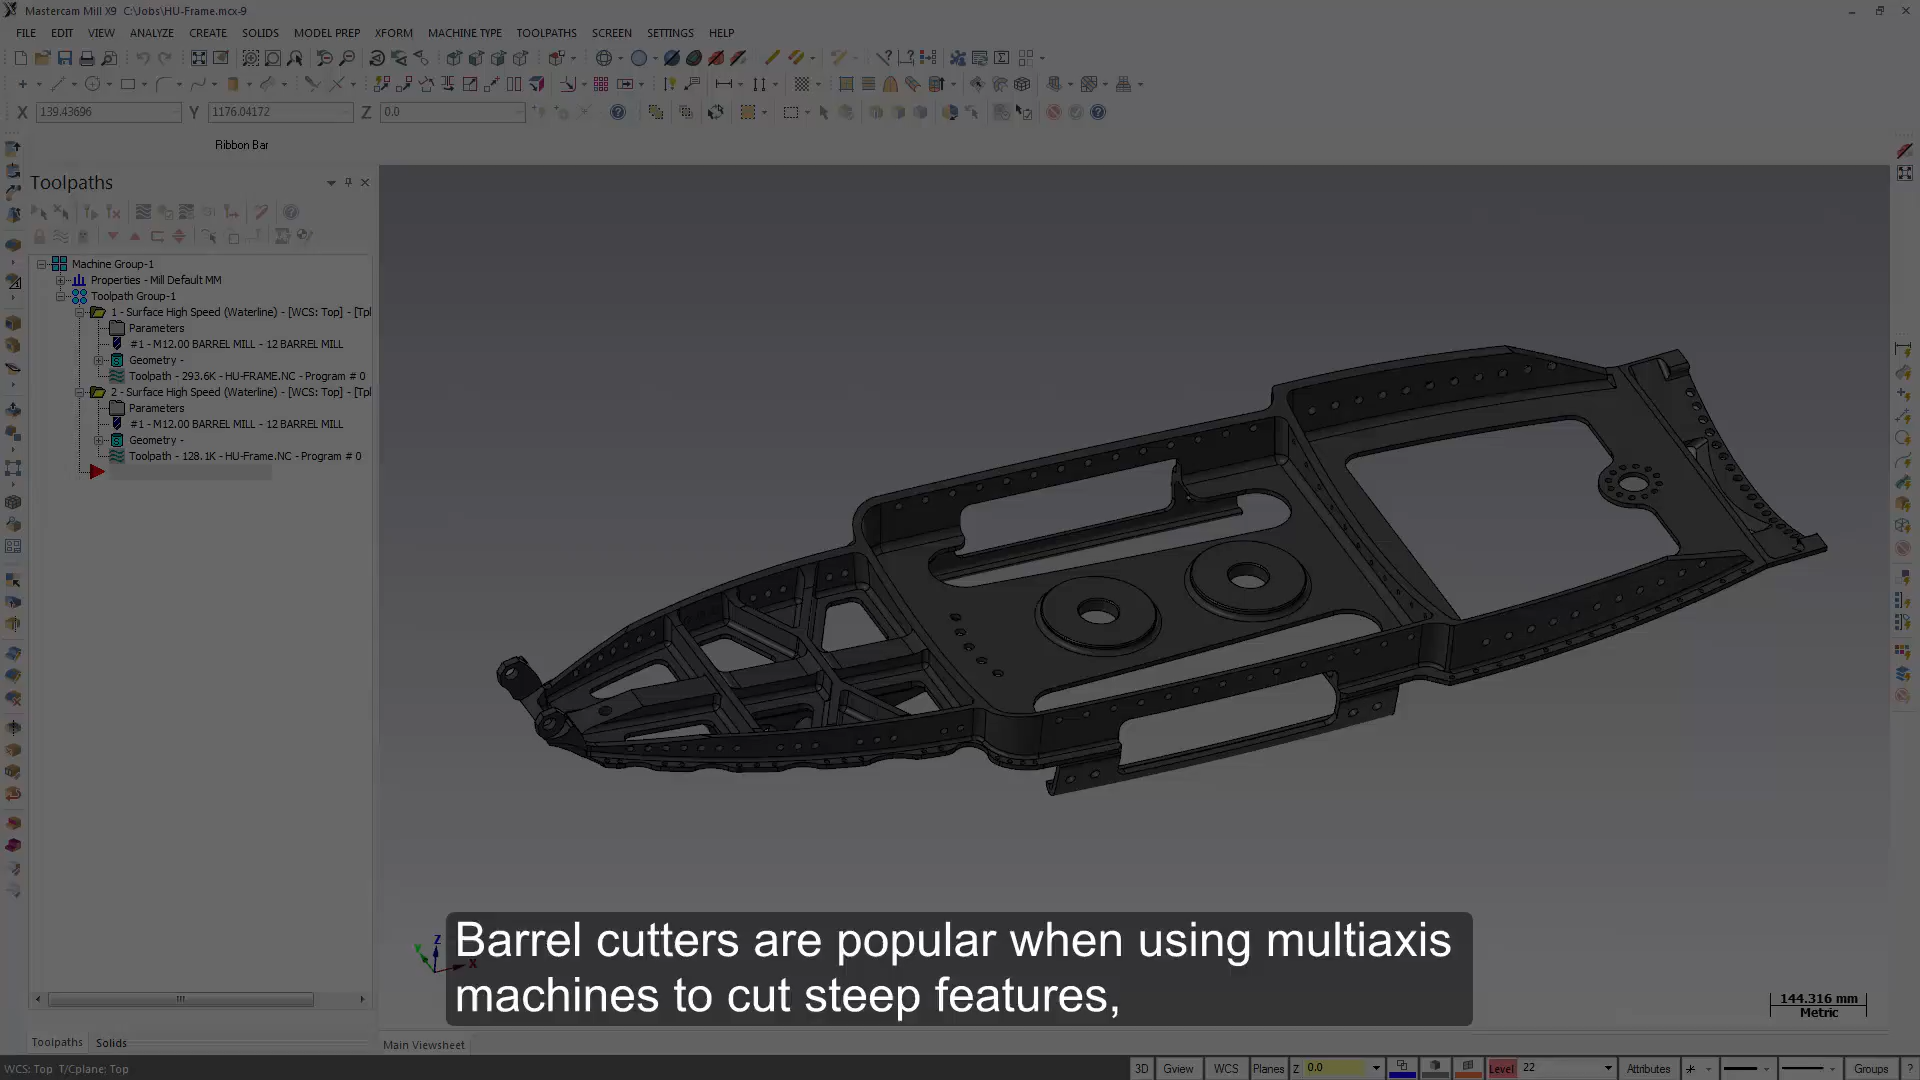 Mastercam Mill X9 C:\Jobs\HU-Frame.mcx-9
FILE EDIT VIEW ANALYZE CREATE SOLIDS MODEL PREP XFORM MACHINE TYPE TOOLPATHS SCREEN SETTINGS HELP
X 139.43696 Y 1176.04172 Z 0.0
Ribbon Bar
Toolpaths
Machine Group-1
Properties - Mill Default MM
Toolpath Group-1
1 - Surface High Speed (Waterline) - [WCS: Top] - [Tpl
Parameters
#1 - M12.00 BARREL MILL - 12 BARREL MILL
Geometry -
Toolpath - 293.6K - HU-FRAME.NC - Program # 0
2 - Surface High Speed (Waterline) - [WCS: Top] - [Tpl
Parameters
#1 - M12.00 BARREL MILL - 12 BARREL MILL
Geometry -
Toolpath - 128.1K - HU-Frame.NC - Program # 0
Z
Y
X
Barrel cutters are popular when using multiaxis
machines to cut steep features,
144.316 mm
Metric
Toolpaths Solids
Main Viewsheet
WCS: Top T/Cplane: Top
3D Gview WCS Planes Z 0.0 Level 22 Attributes Groups ?